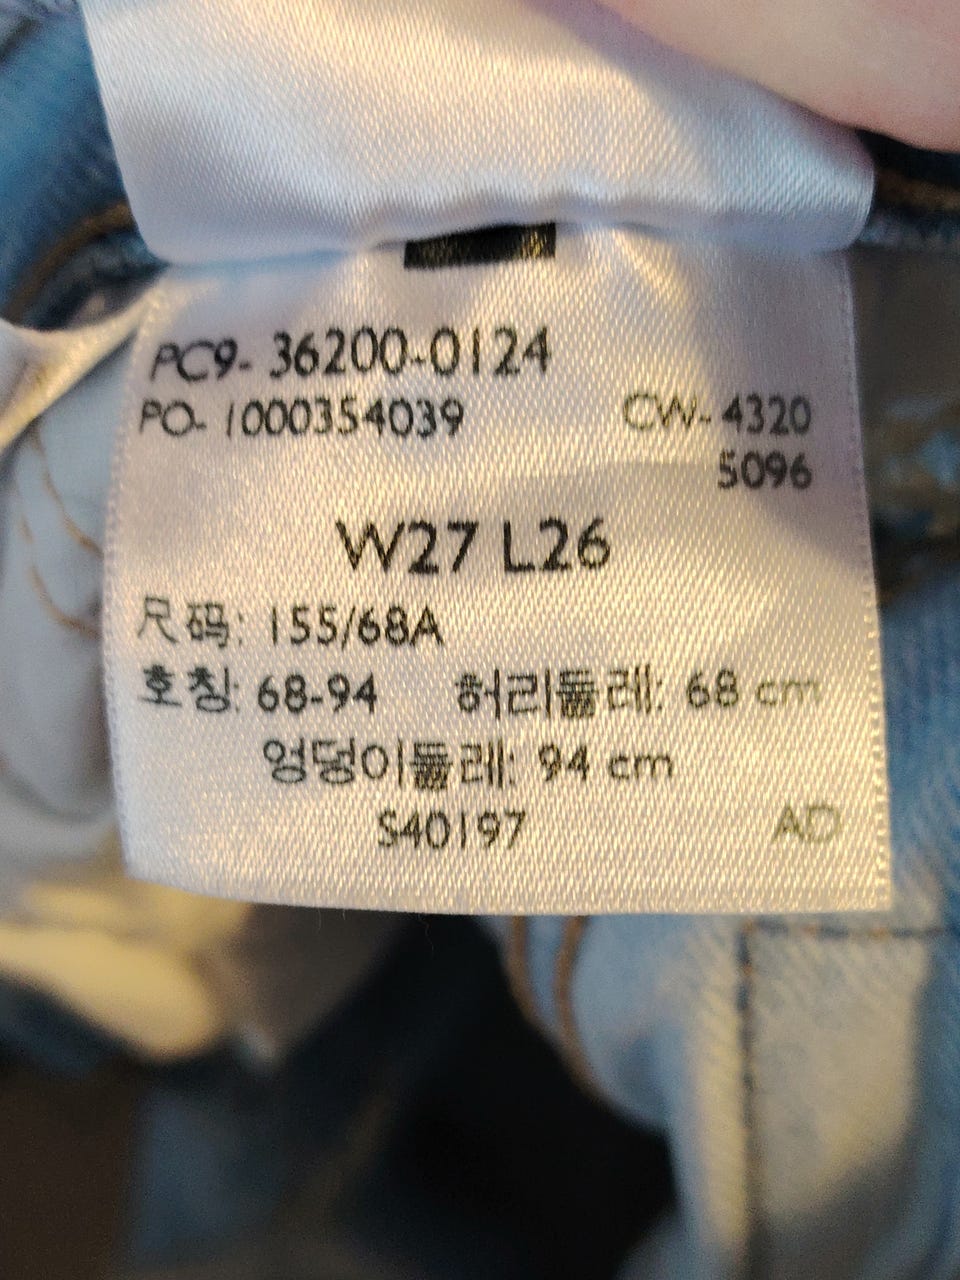 PC9- 36200-0124
PO- 1000354039 CW- 4320
5096
W27 L26
尺码: 155/68A
호칭: 68-94 허리둘레: 68 cm
엉덩이둘레: 94 cm
S40197 AD